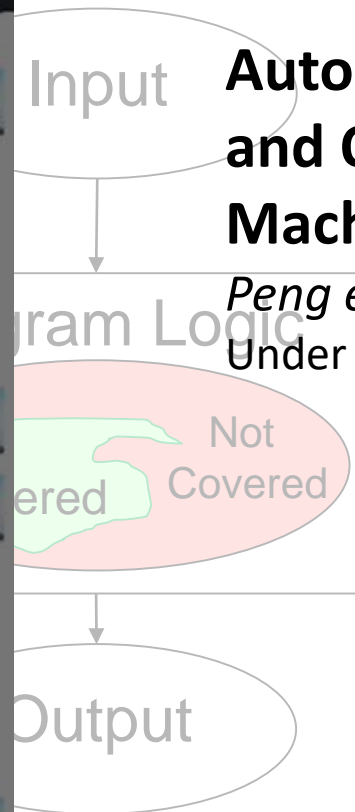 Input
Auto
and
Mach
Peng e
gram Logic
Under
Not
Covered
ered
Output